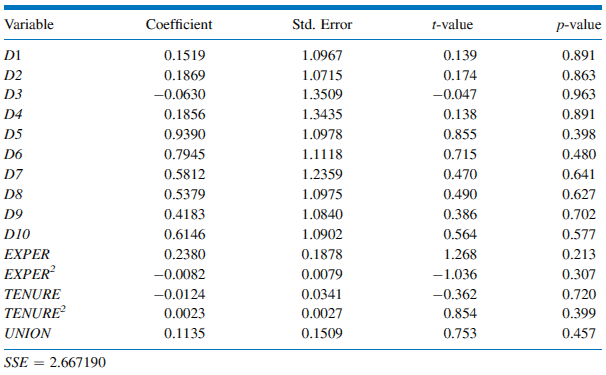 Variable Coefficient Std. Error t-value p-value
D1 0.1519 1.0967 0.139 0.891
D2 0.1869 1.0715 0.174 0.863
D3 −0.0630 1.3509 −0.047 0.963
D4 0.1856 1.3435 0.138 0.891
D5 0.9390 1.0978 0.855 0.398
D6 0.7945 1.1118 0.715 0.480
D7 0.5812 1.2359 0.470 0.641
D8 0.5379 1.0975 0.490 0.627
D9 0.4183 1.0840 0.386 0.702
D10 0.6146 1.0902 0.564 0.577
EXPER 0.2380 0.1878 1.268 0.213
EXPER² −0.0082 0.0079 −1.036 0.307
TENURE −0.0124 0.0341 −0.362 0.720
TENURE² 0.0023 0.0027 0.854 0.399
UNION 0.1135 0.1509 0.753 0.457
SSE = 2.667190